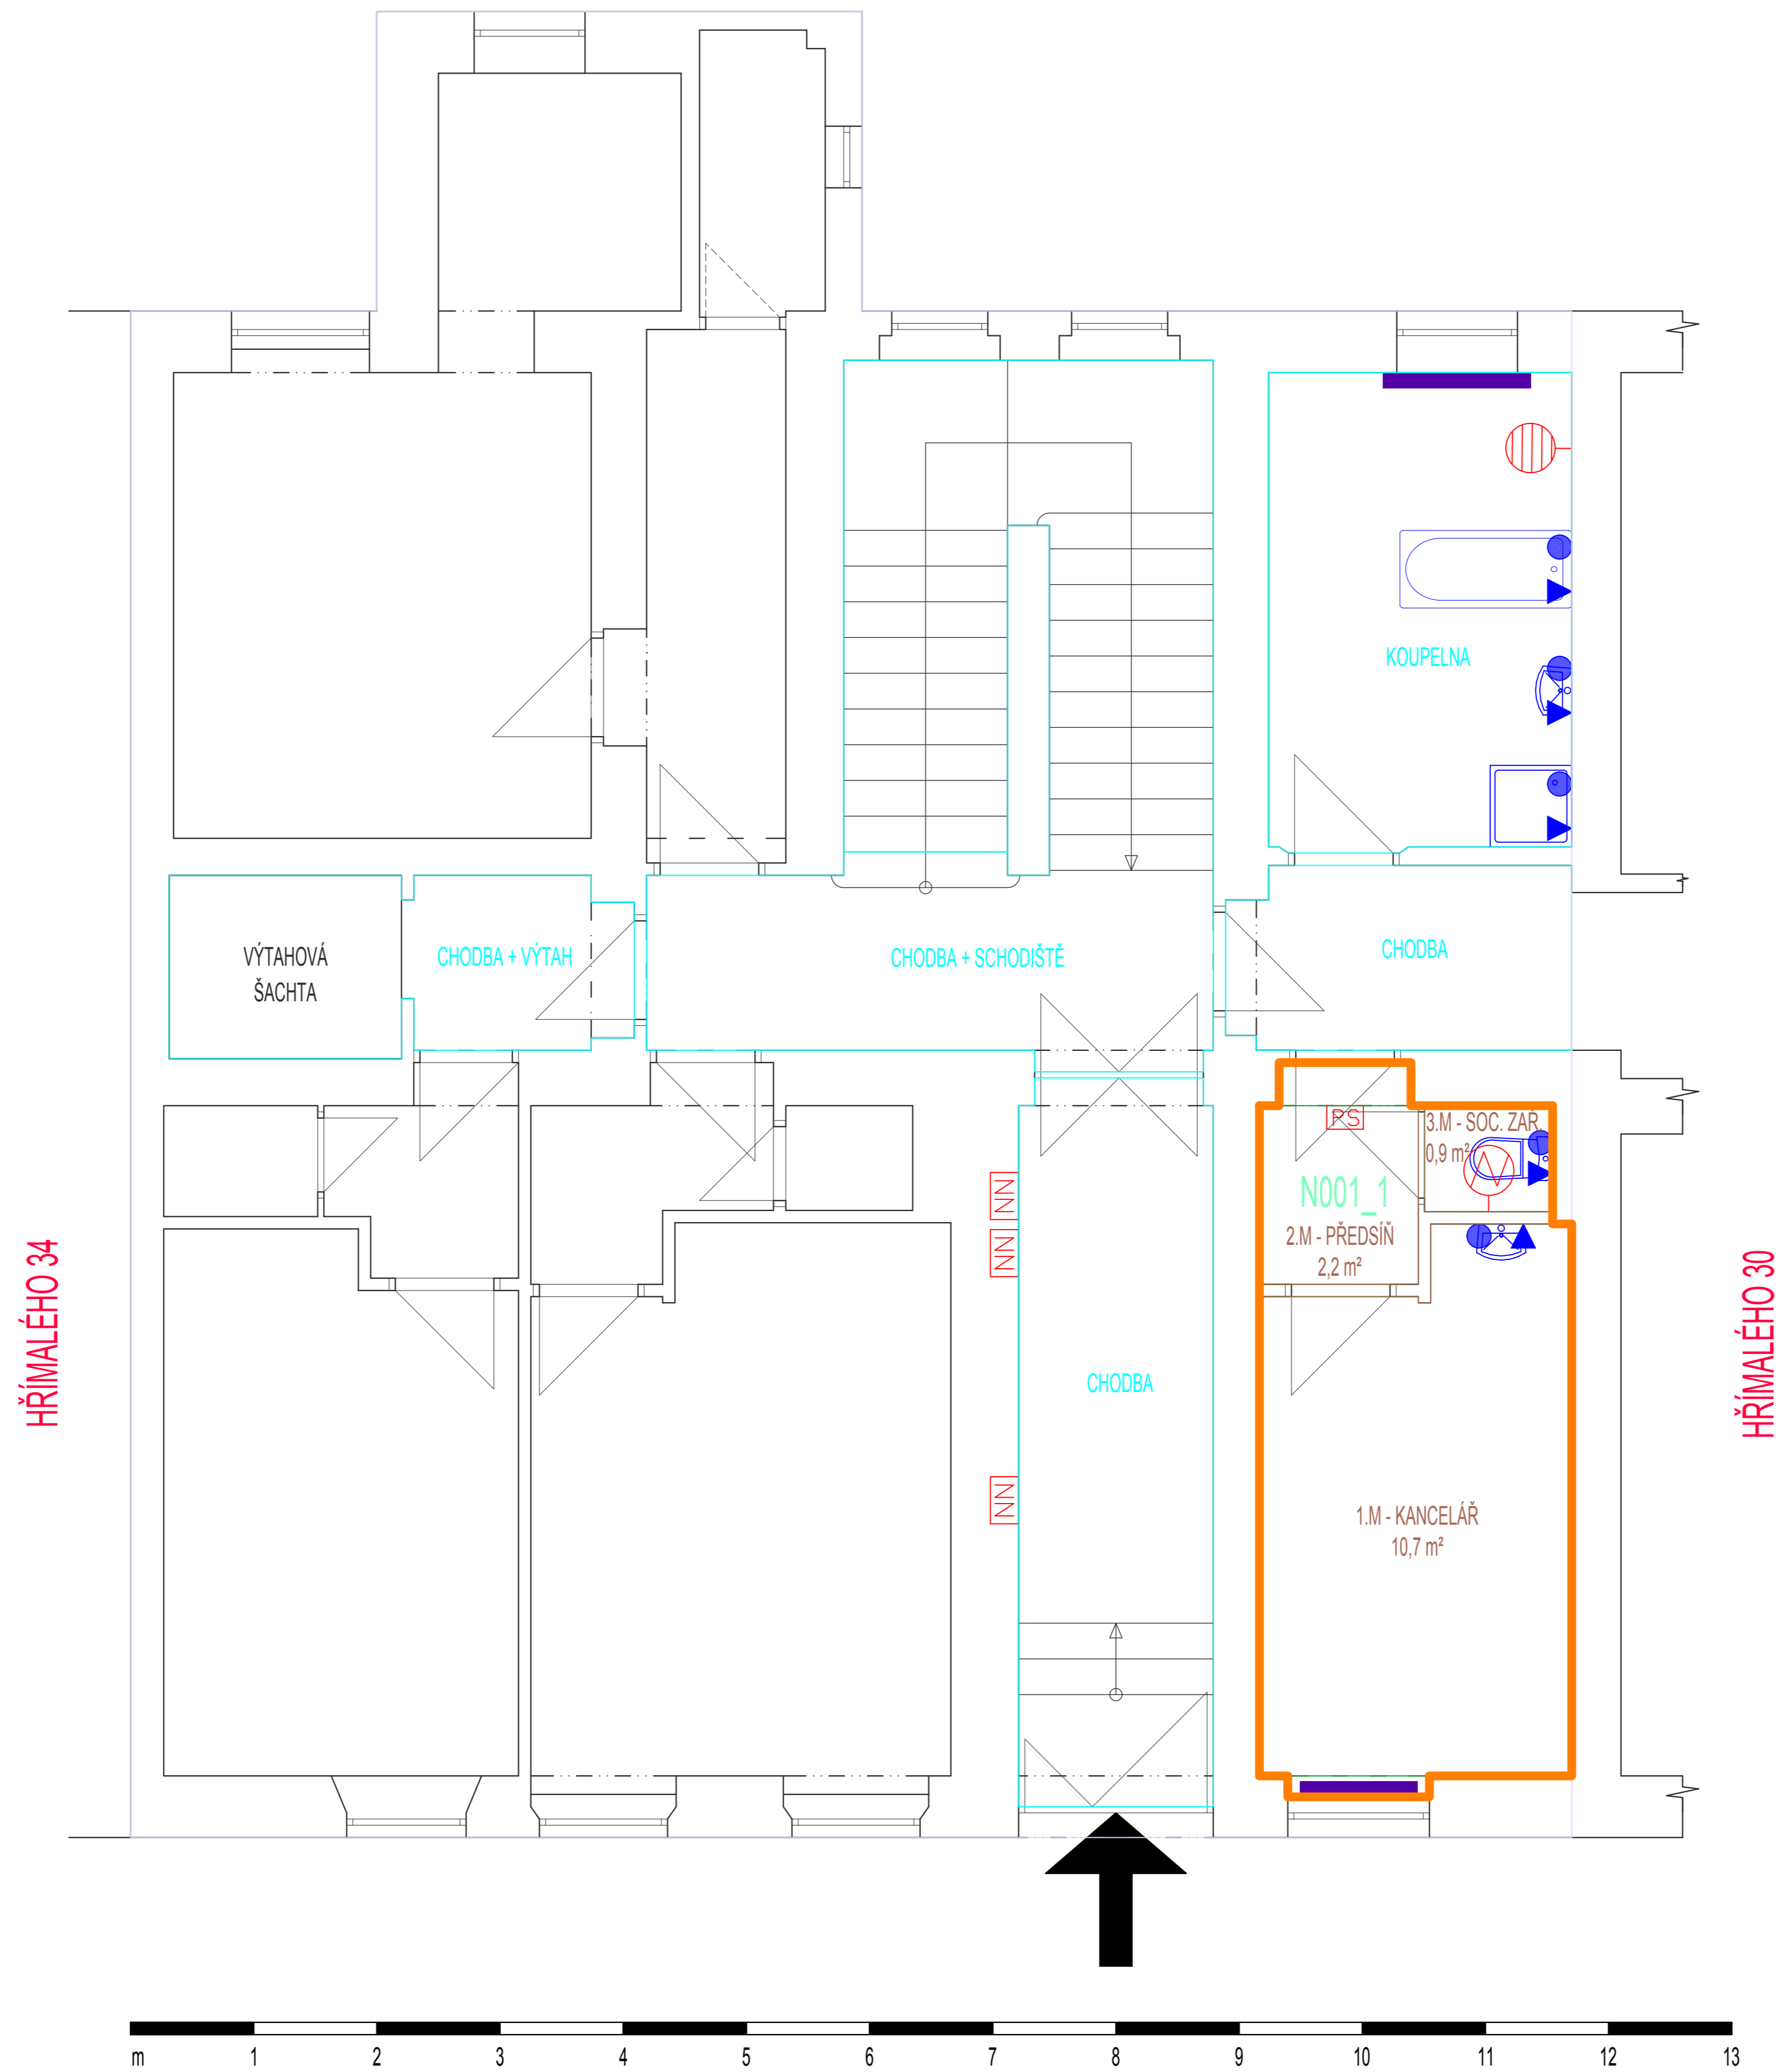 KOUPELNA
VÝTAHOVÁ
ŠACHTA
CHODBA + VÝTAH
CHODBA + SCHODIŠTĚ
CHODBA
RS
3.M - SOC. ZAŘ.
0,9 m²
N001_1
2.M - PŘEDSÍŇ
2,2 m²
NN
NN
NN
HŘÍMALÉHO 34
HŘÍMALÉHO 30
CHODBA
1.M - KANCELÁŘ
10,7 m²
m 1 2 3 4 5 6 7 8 9 10 11 12 13